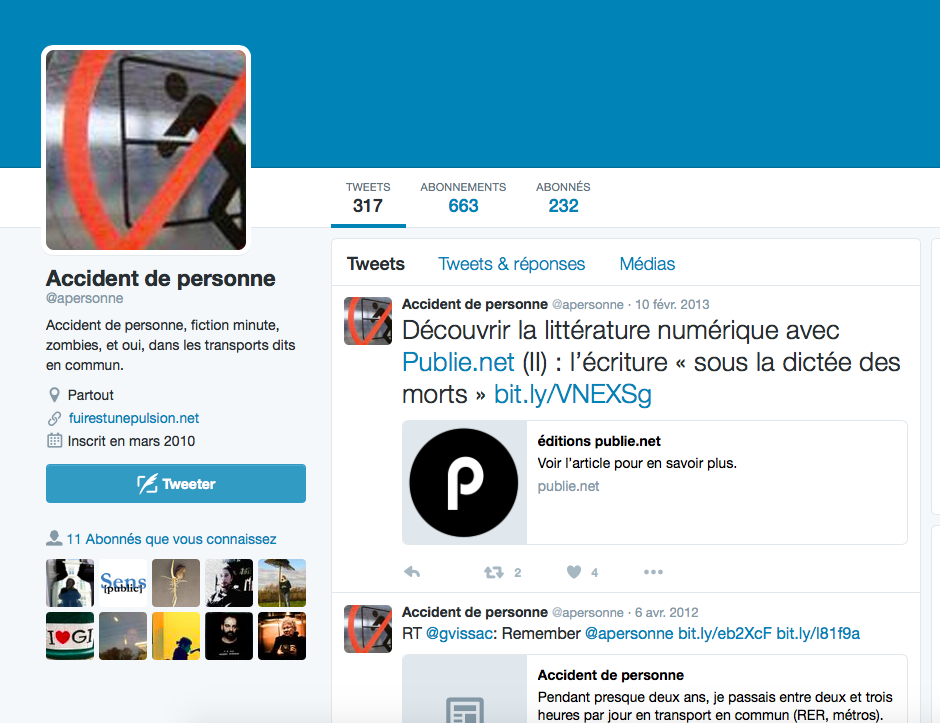 TWEETS
317
ABONNEMENTS
663
ABONNÉS
232
Accident de personne
@apersonne
Accident de personne, fiction minute,
zombies, et oui, dans les transports dits
en commun.
Partout
fuirestunepulsion.net
Inscrit en mars 2010
Tweeter
11 Abonnés que vous connaissez
Sens
[public]
I ♥ GI
Tweets
Tweets & réponses
Médias
Accident de personne @apersonne · 10 févr. 2013
Découvrir la littérature numérique avec
Publie.net (II) : l’écriture « sous la dictée des
morts » bit.ly/VNEXSg
p
éditions publie.net
Voir l'article pour en savoir plus.
publie.net
2
4
Accident de personne @apersonne · 6 avr. 2012
RT @gvissac: Remember @apersonne bit.ly/eb2XcF bit.ly/l81f9a
Accident de personne
Pendant presque deux ans, je passais entre deux et trois
heures par jour en transport en commun (RER, métros).